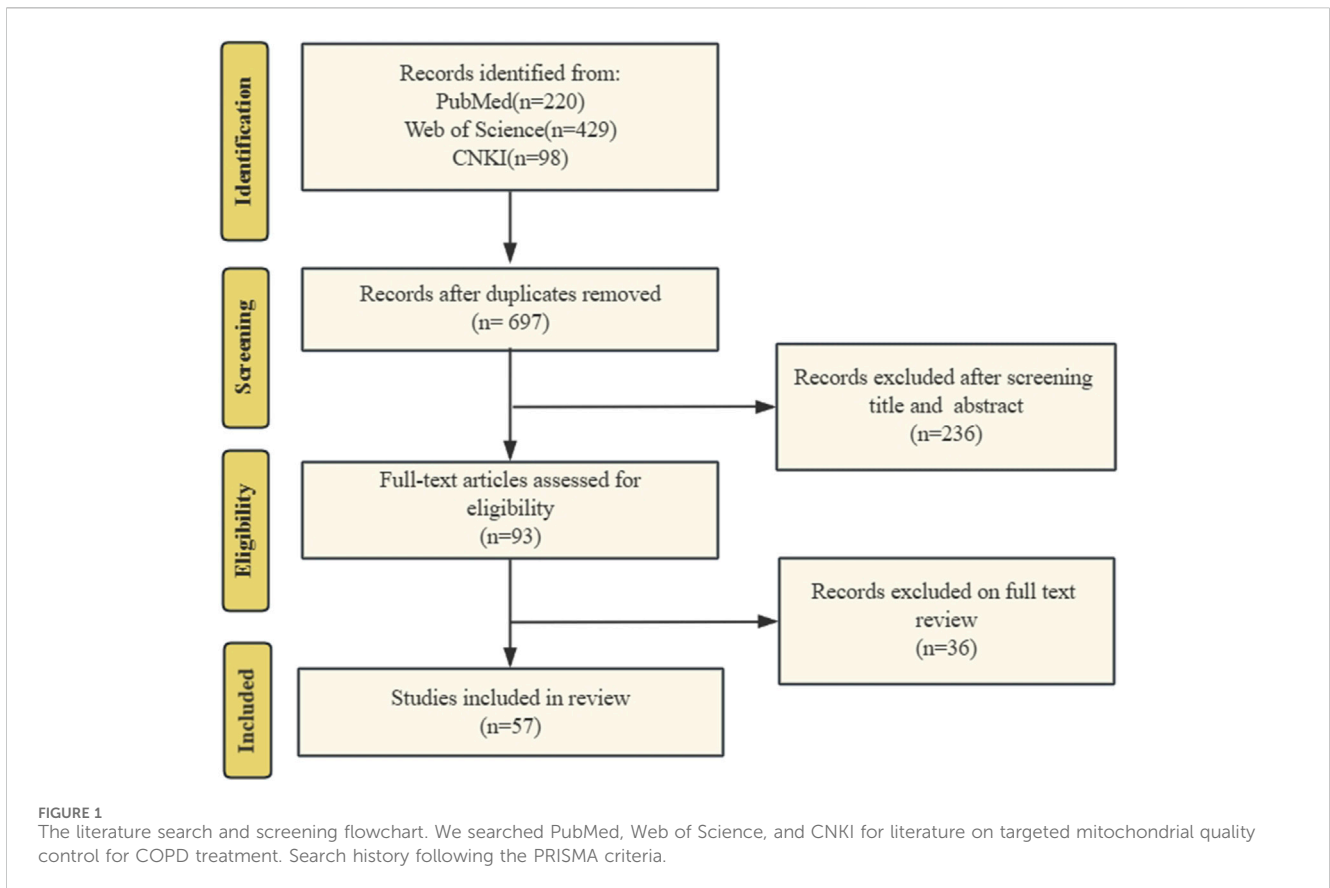 Identification
Records identified from:
PubMed(n=220)
Web of Science(n=429)
CNKI(n=98)
Screening
Records after duplicates removed
(n= 697)
Records excluded after screening
title and abstract
(n=236)
Eligibility
Full-text articles assessed for
eligibility
(n=93)
Records excluded on full text
review
(n=36)
Included
Studies included in review
(n=57)
FIGURE 1
The literature search and screening flowchart. We searched PubMed, Web of Science, and CNKI for literature on targeted mitochondrial quality
control for COPD treatment. Search history following the PRISMA criteria.